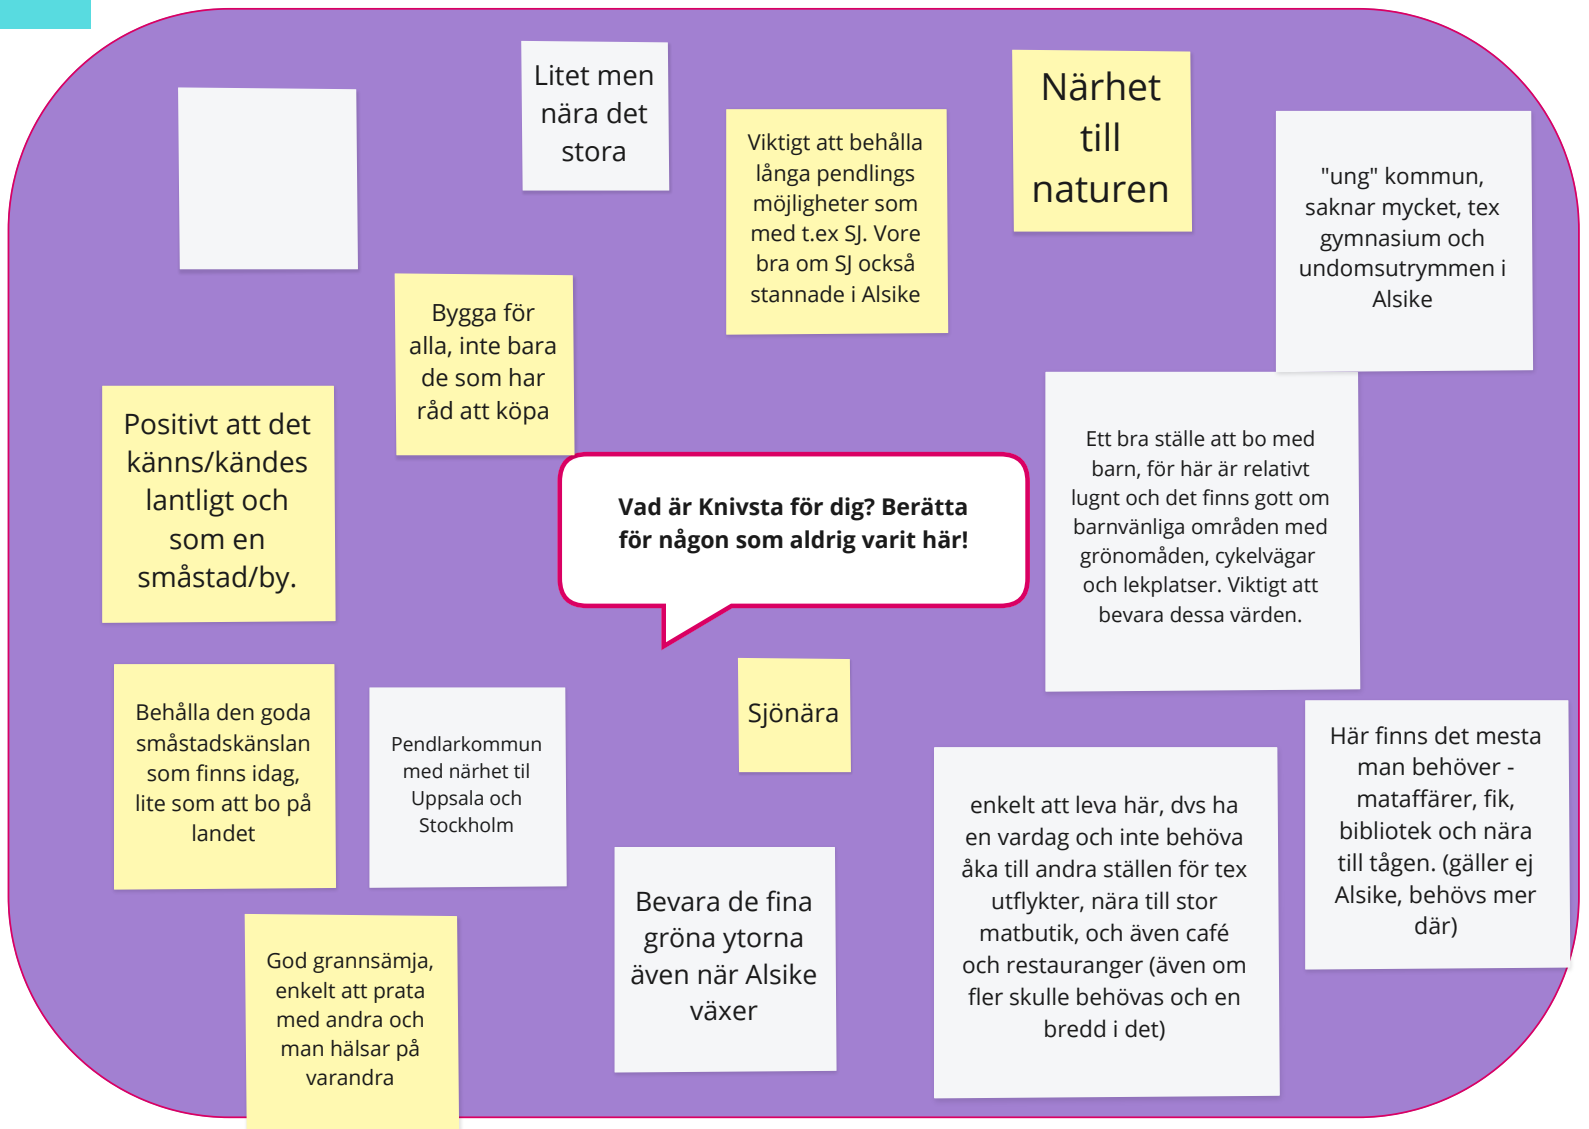 Litet men
nära det
stora
Viktigt att behålla
långa pendlings
möjligheter som
med t.ex SJ. Vore
bra om SJ också
stannade i Alsike
Närhet
till
naturen
"ung" kommun,
saknar mycket, tex
gymnasium och
undomsutrymmen i
Alsike
Bygga för
alla, inte bara
de som har
råd att köpa
Positivt att det
känns/kändes
lantligt och
som en
småstad/by.
Vad är Knivsta för dig? Berätta
för någon som aldrig varit här!
Ett bra ställe att bo med
barn, för här är relativt
lugnt och det finns gott om
barnvänliga områden med
grönomåden, cykelvägar
och lekplatser. Viktigt att
bevara dessa värden.
Behålla den goda
småstadskänslan
som finns idag,
lite som att bo på
landet
Pendlarkommun
med närhet til
Uppsala och
Stockholm
Sjönära
Här finns det mesta
man behöver -
mataffärer, fik,
bibliotek och nära
till tågen. (gäller ej
Alsike, behövs mer
där)
enkelt att leva här, dvs ha
en vardag och inte behöva
åka till andra ställen för tex
utflykter, nära till stor
matbutik, och även café
och restauranger (även om
fler skulle behövas och en
bredd i det)
Bevara de fina
gröna ytorna
även när Alsike
växer
God grannsämja,
enkelt att prata
med andra och
man hälsar på
varandra